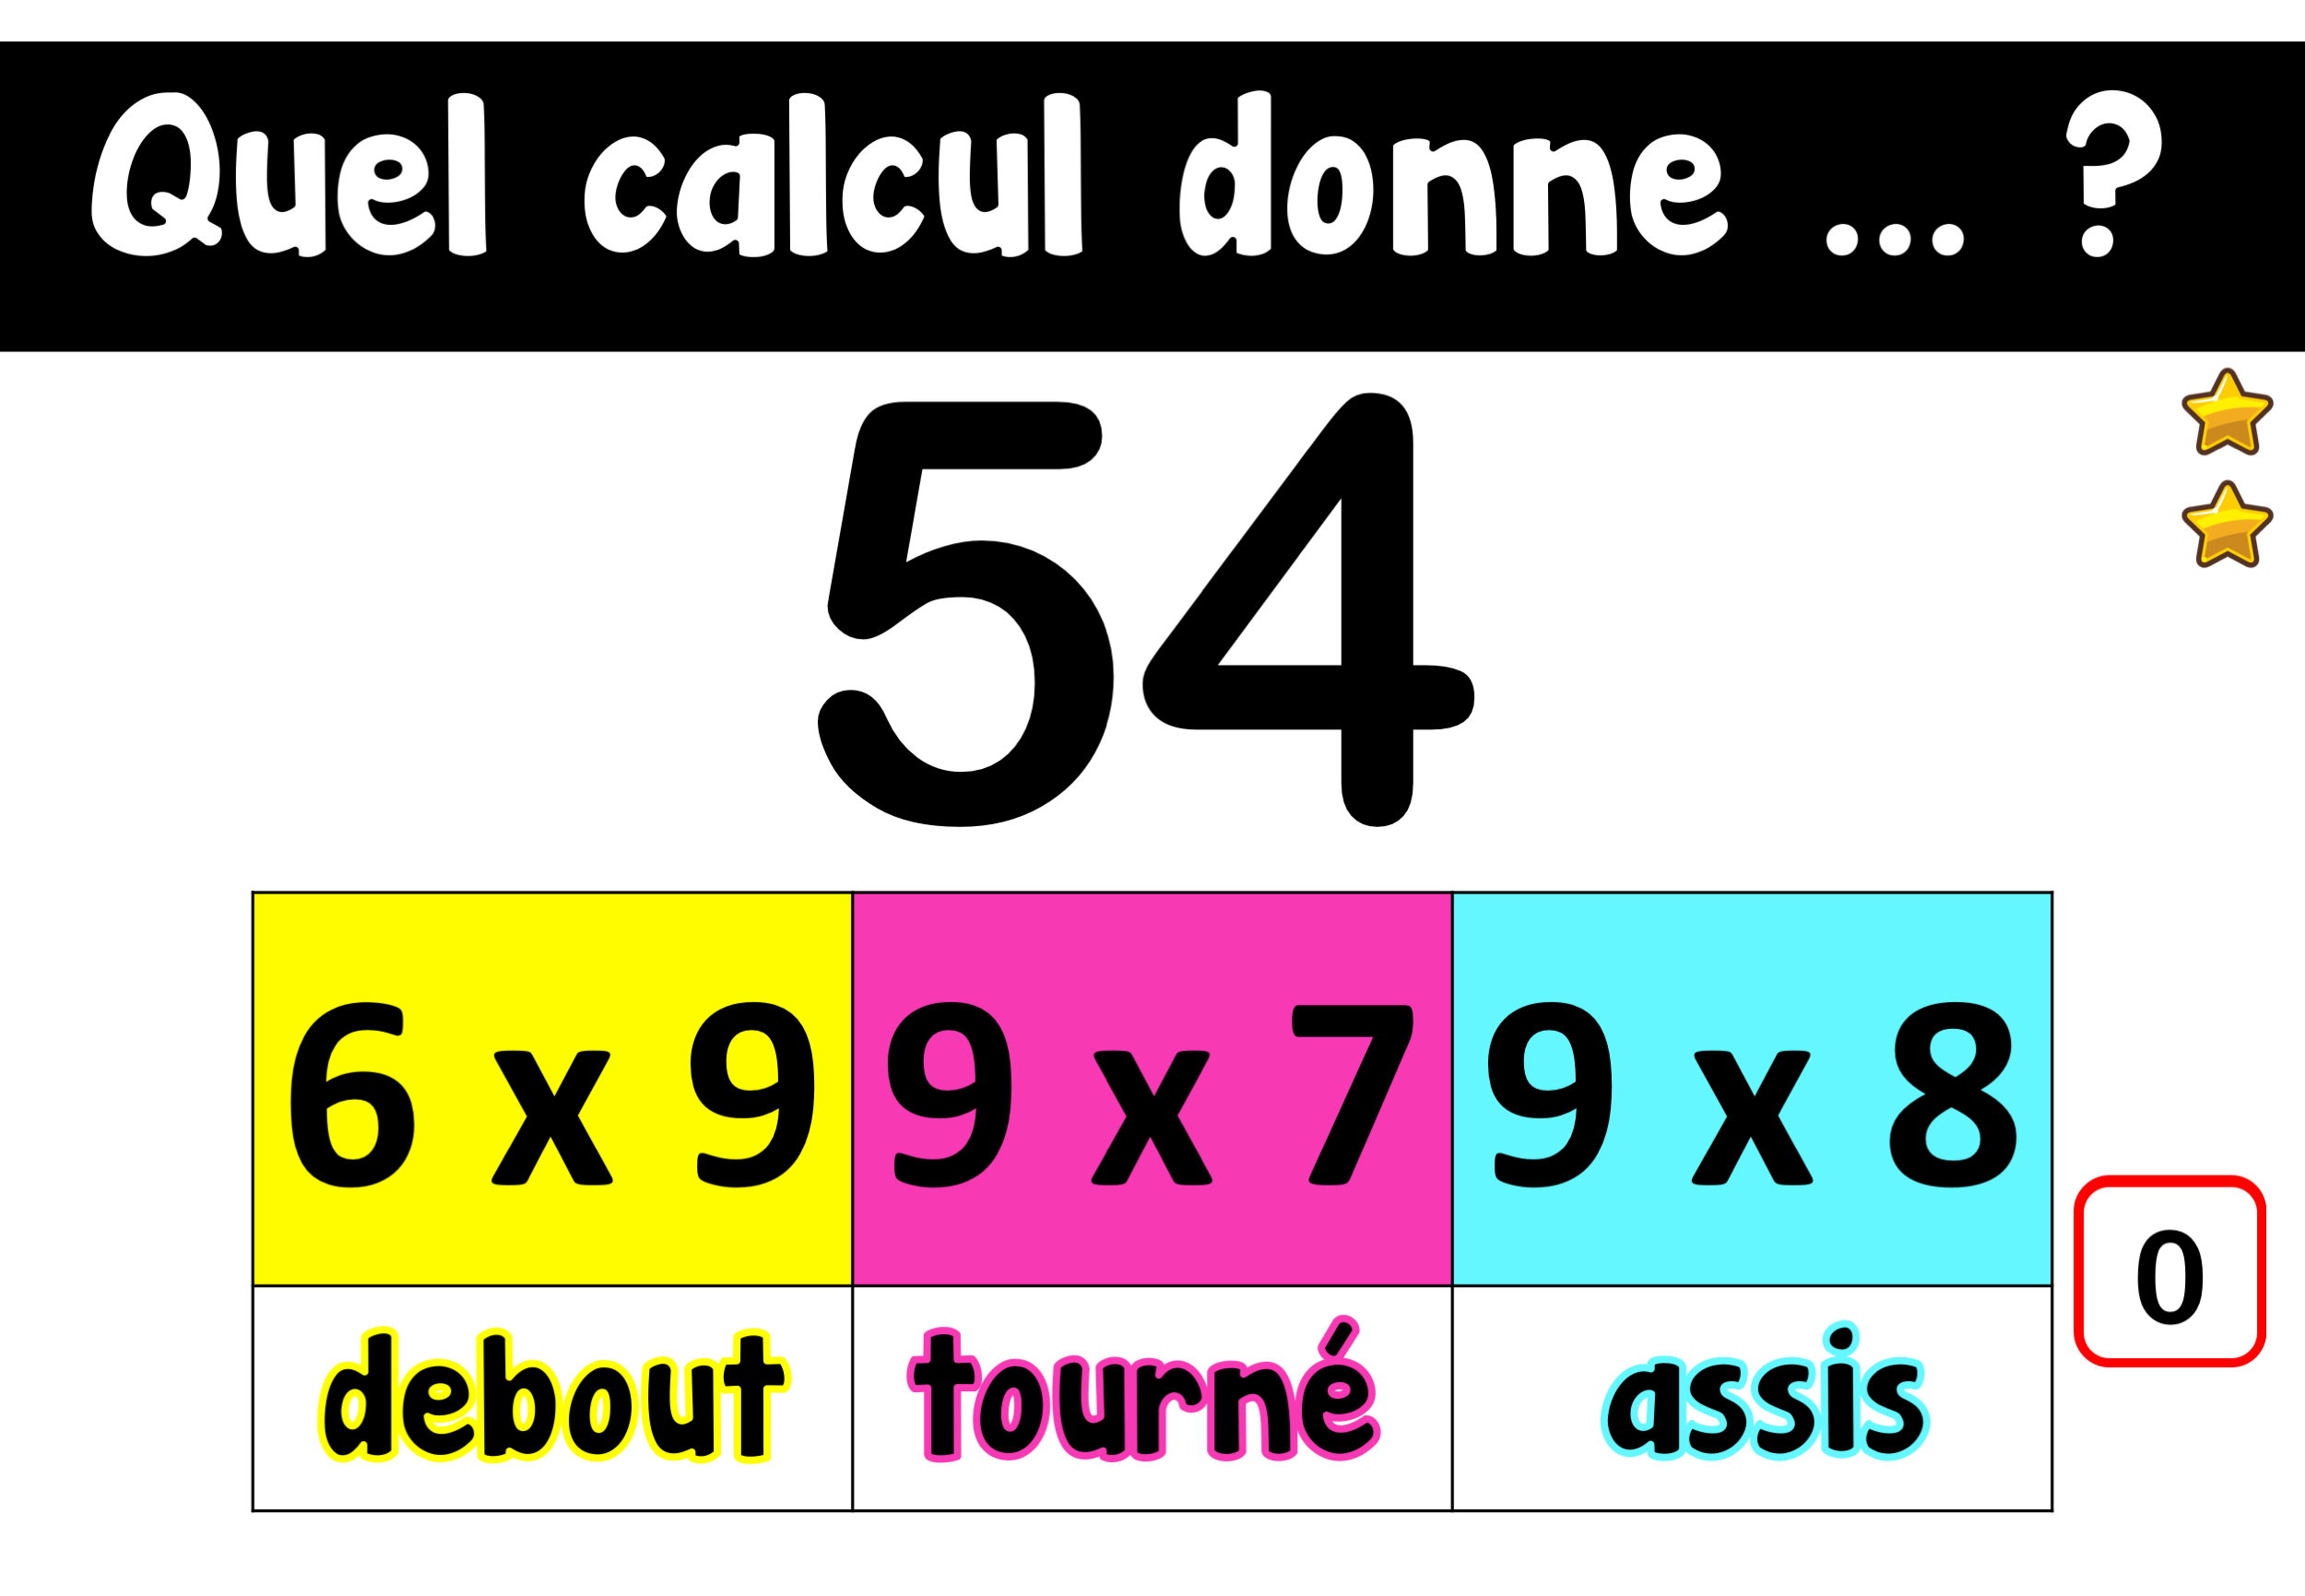 Quel calcul donne ... ?
54
6 x 9 9 x 7 9 x 8
0
debout tourné assis